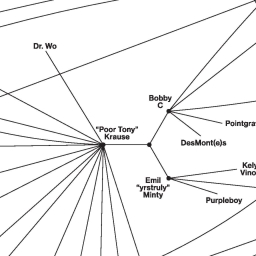 Dr. Wo
Bobby
C
"Poor Tony"
Krause
Pointgra
DesMont(e)s
Kely
Vino
Emil
"yrstruly"
Minty
Purpleboy